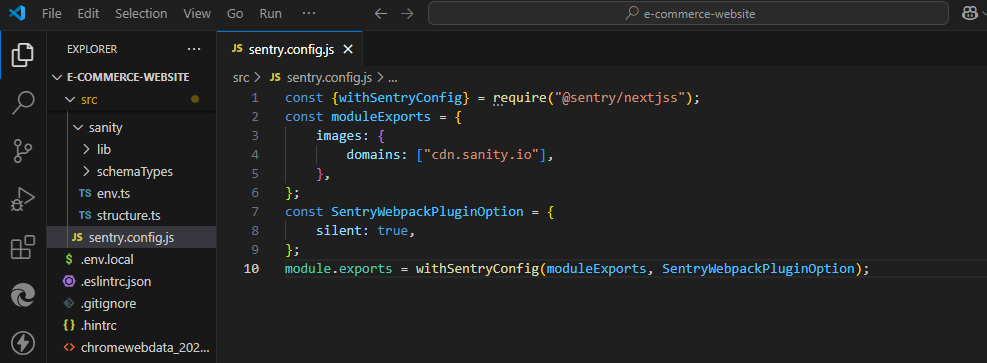 File Edit Selection View Go Run ...
e-commerce-website
EXPLORER ...
JS sentry.config.js
E-COMMERCE-WEBSITE
src
sanity
lib
schemaTypes
TS env.ts
TS structure.ts
JS sentry.config.js
$ .env.local
.eslintrc.json
.gitignore
{ } .hintrc
<> chromewebdata_202...
src > JS sentry.config.js > ...
1 const {withSentryConfig} = require("@sentry/nextjss");
2 const moduleExports = {
3 images: {
4 domains: ["cdn.sanity.io"],
5 },
6 };
7 const SentryWebpackPluginOption = {
8 silent: true,
9 };
10 module.exports = withSentryConfig(moduleExports, SentryWebpackPluginOption);